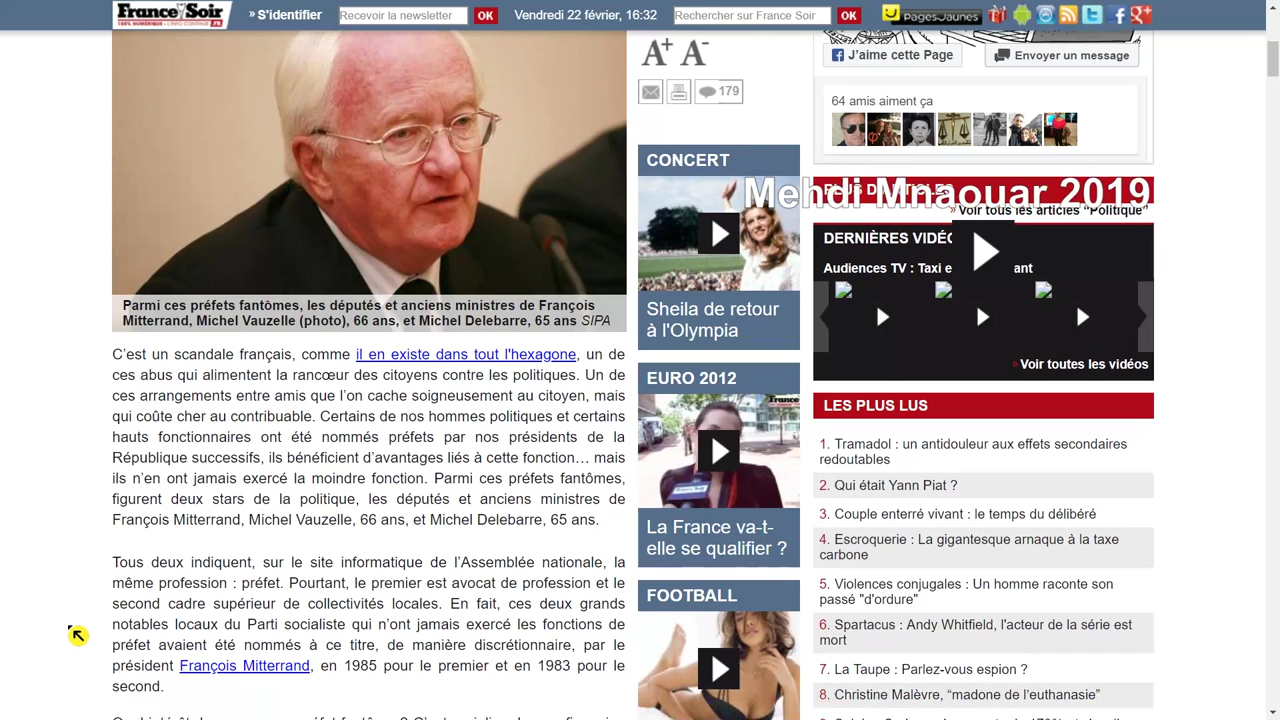 France Soir
100% NUMÉRIQUE
» S'identifier
Recevoir la newsletter
OK
Rechercher sur France Soir
OK
PagesJaunes
A+ A-
179
Parmi ces préfets fantômes, les députés et anciens ministres de François
Mitterrand, Michel Vauzelle (photo), 66 ans, et Michel Delebarre, 65 ans SIPA
C'est un scandale français, comme il en existe dans tout l'hexagone, un de
ces abus qui alimentent la rancœur des citoyens contre les politiques. Un de
ces arrangements entre amis que l'on cache soigneusement au citoyen, mais
qui coûte cher au contribuable. Certains de nos hommes politiques et certains
hauts fonctionnaires ont été nommés préfets par nos présidents de la
République successifs, ils bénéficient d'avantages liés à cette fonction… mais
ils n'en ont jamais exercé la moindre fonction. Parmi ces préfets fantômes,
figurent deux stars de la politique, les députés et anciens ministres de
François Mitterrand, Michel Vauzelle, 66 ans, et Michel Delebarre, 65 ans.
Tous deux indiquent, sur le site informatique de l'Assemblée nationale, la
même profession : préfet. Pourtant, le premier est avocat de profession et le
second cadre supérieur de collectivités locales. En fait, ces deux grands
notables locaux du Parti socialiste qui n'ont jamais exercé les fonctions de
préfet avaient été nommés à ce titre, de manière discrétionnaire, par le
président François Mitterrand, en 1985 pour le premier et en 1983 pour le
second.
CONCERT
Sheila de retour
à l'Olympia
EURO 2012
La France va-t-
elle se qualifier ?
FOOTBALL
J'aime cette Page
Envoyer un message
64 amis aiment ça
Mehdi Mnaouar 2019
» Voir tous les articles "Politique"
DERNIÈRES
Audiences TV : Taxi
» Voir toutes les vidéos
LES PLUS LUS
1. Tramadol : un antidouleur aux effets secondaires
redoutables
2. Qui était Yann Piat ?
3. Couple enterré vivant : le temps du délibéré
4. Escroquerie : La gigantesque arnaque à la taxe
carbone
5. Violences conjugales : Un homme raconte son
passé "d'ordure"
6. Spartacus : Andy Whitfield, l'acteur de la série est
mort
7. La Taupe : Parlez-vous espion ?
8. Christine Malèvre, "madone de l'euthanasie"